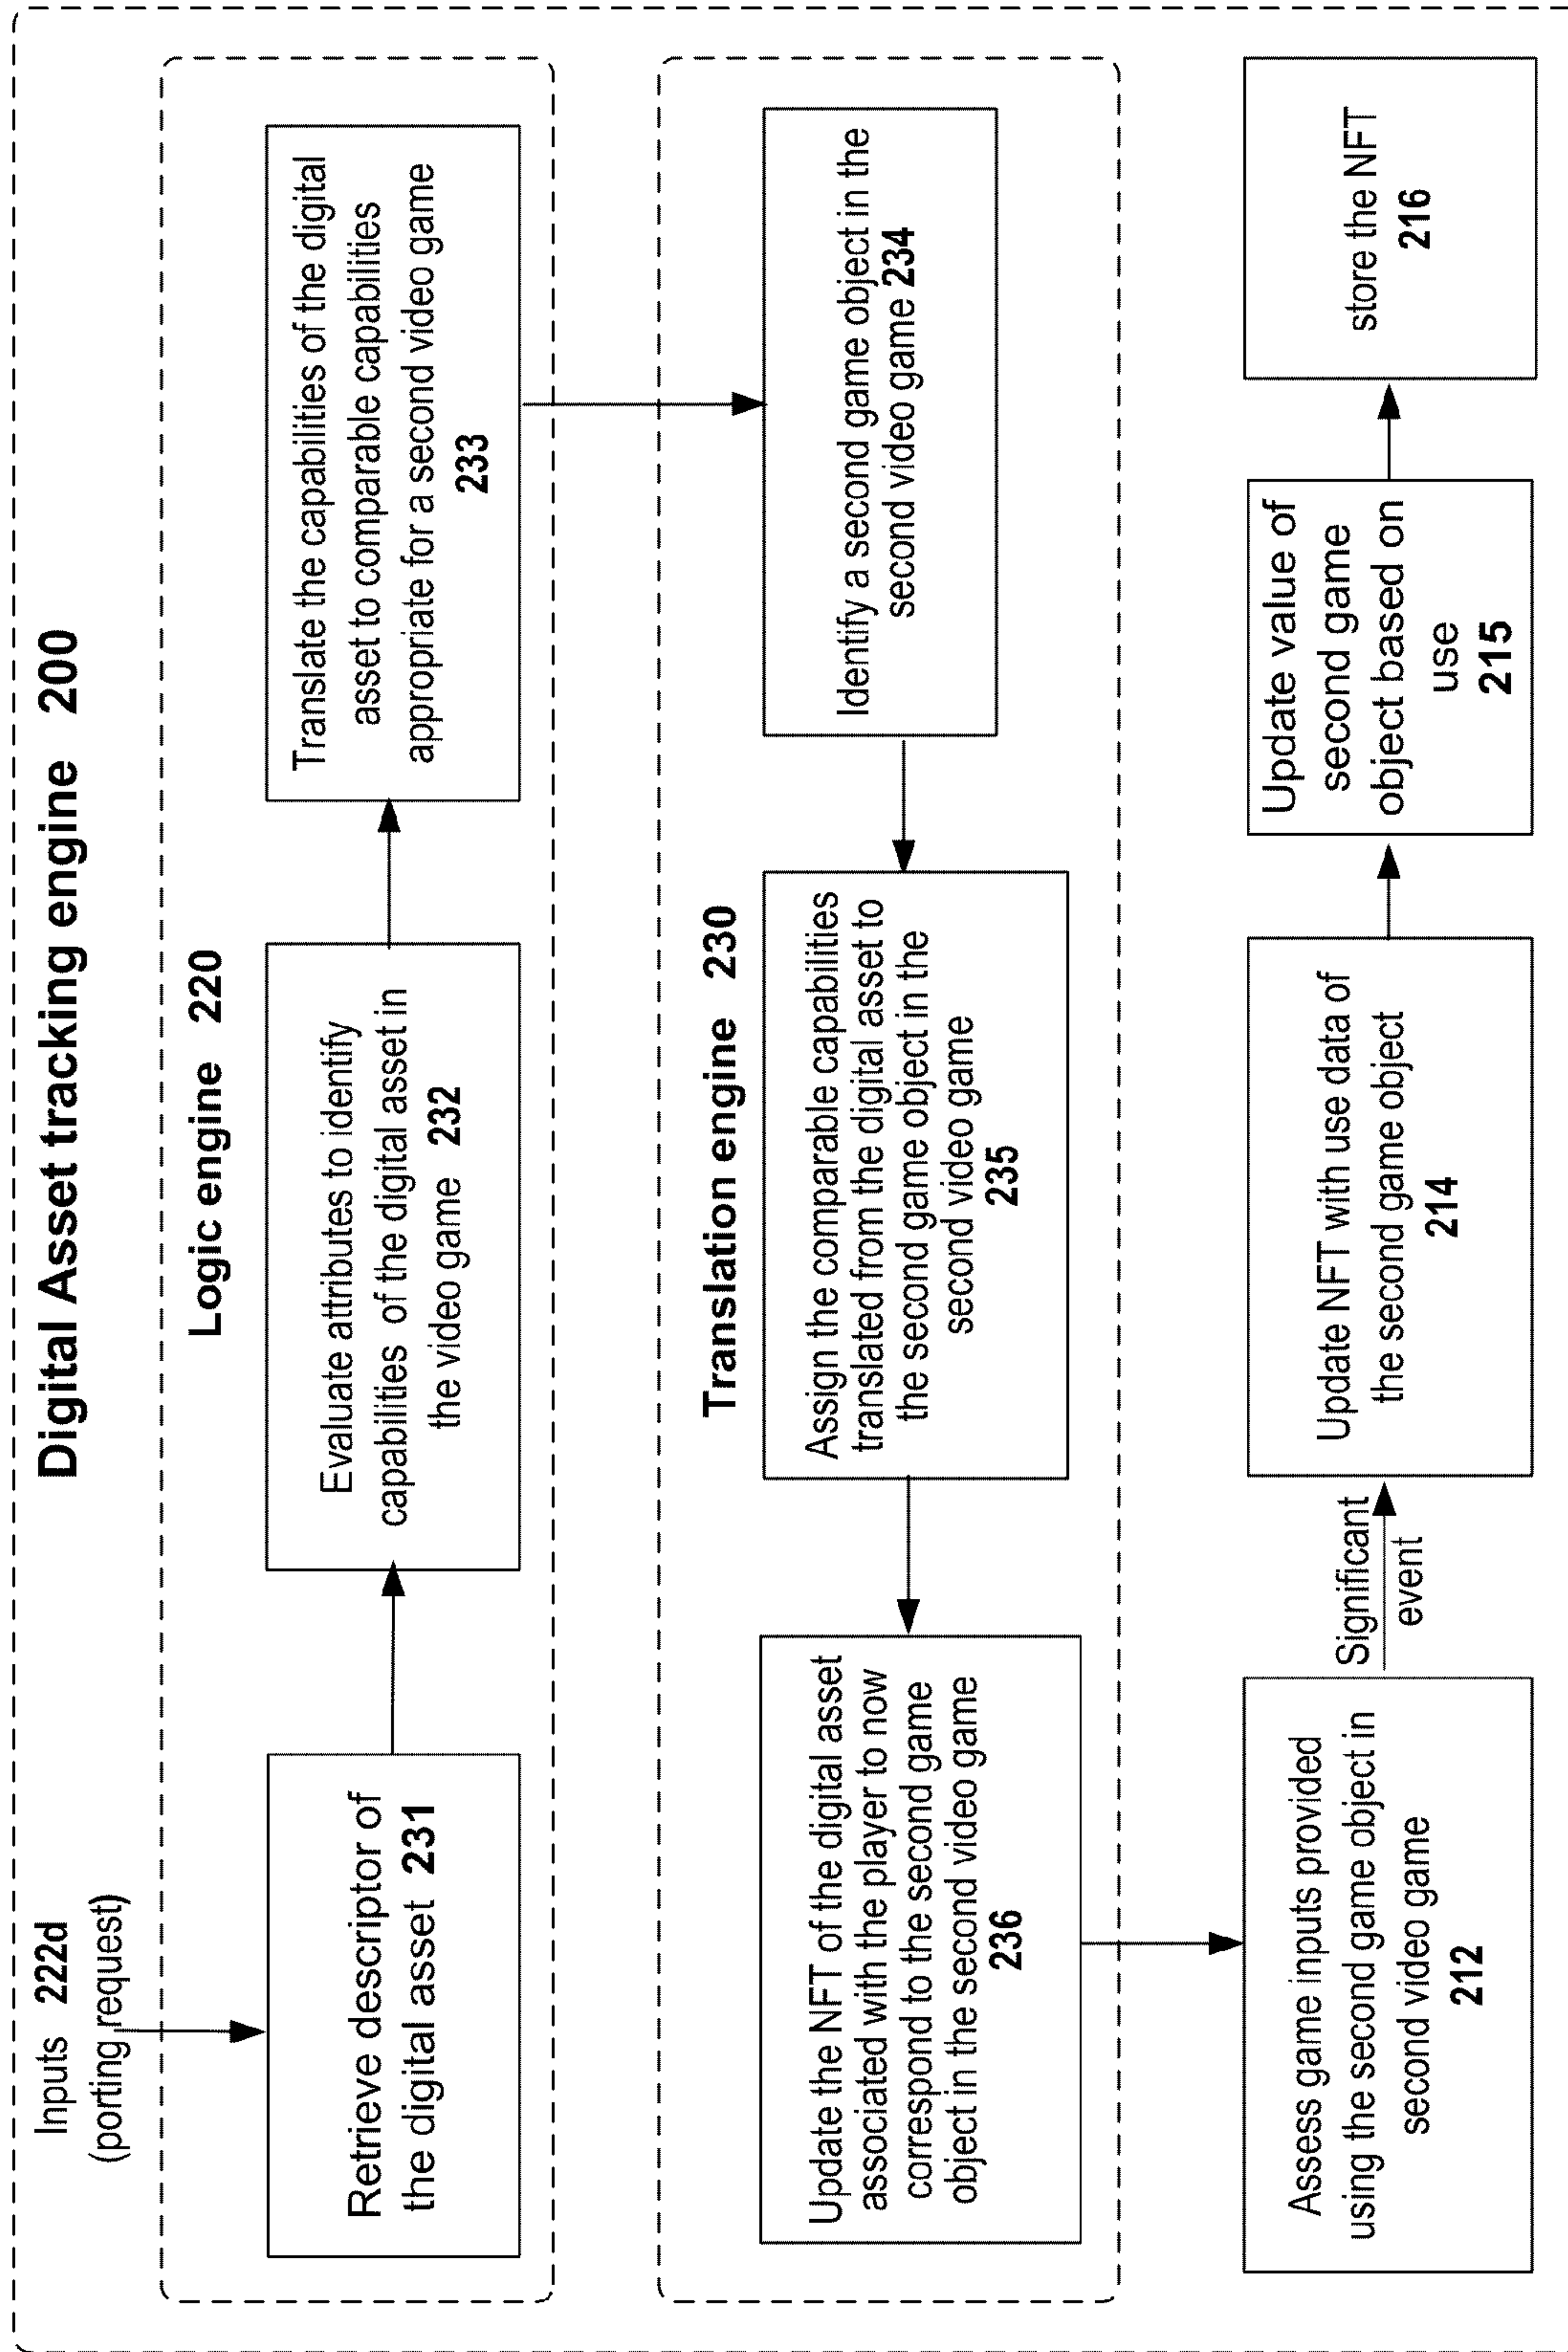 Digital Asset tracking engine 200
Inputs 222d
(porting request)
Logic engine 220
Retrieve descriptor of
the digital asset 231
Evaluate attributes to identify
capabilities of the digital asset in
the video game 232
Translate the capabilities of the digital
asset to comparable capabilities
appropriate for a second video game
233
Translation engine 230
Identify a second game object in the
second video game 234
Assign the comparable capabilities
translated from the digital asset to
the second game object in the
second video game
235
Update the NFT of the digital asset
associated with the player to now
correspond to the second game
object in the second video game
236
Assess game inputs provided
using the second game object in
second video game
212
Significant
event
Update NFT with use data of
the second game object
214
Update value of
second game
object based on
use
215
store the NFT
216